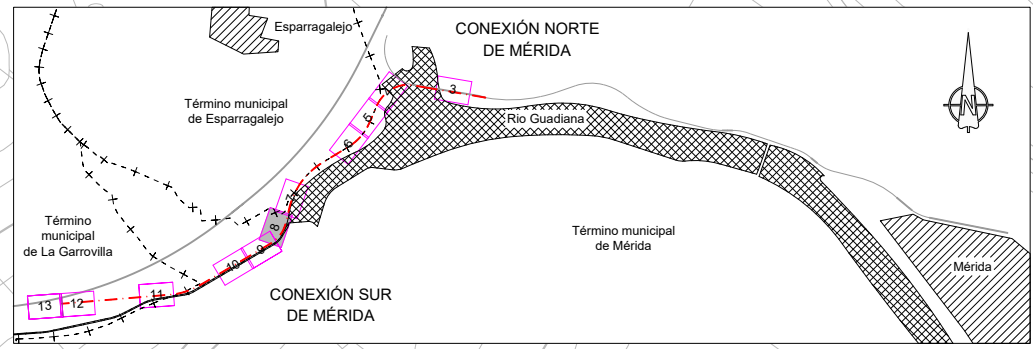 Esparragalejo
CONEXIÓN NORTE
DE MÉRIDA
Término municipal
de Esparragalejo
3
5
6
Rio Guadiana
N
7
8
9
10
11
12
13
Término
municipal
de La Garrovilla
Término municipal
de Mérida
Mérida
CONEXIÓN SUR
DE MÉRIDA